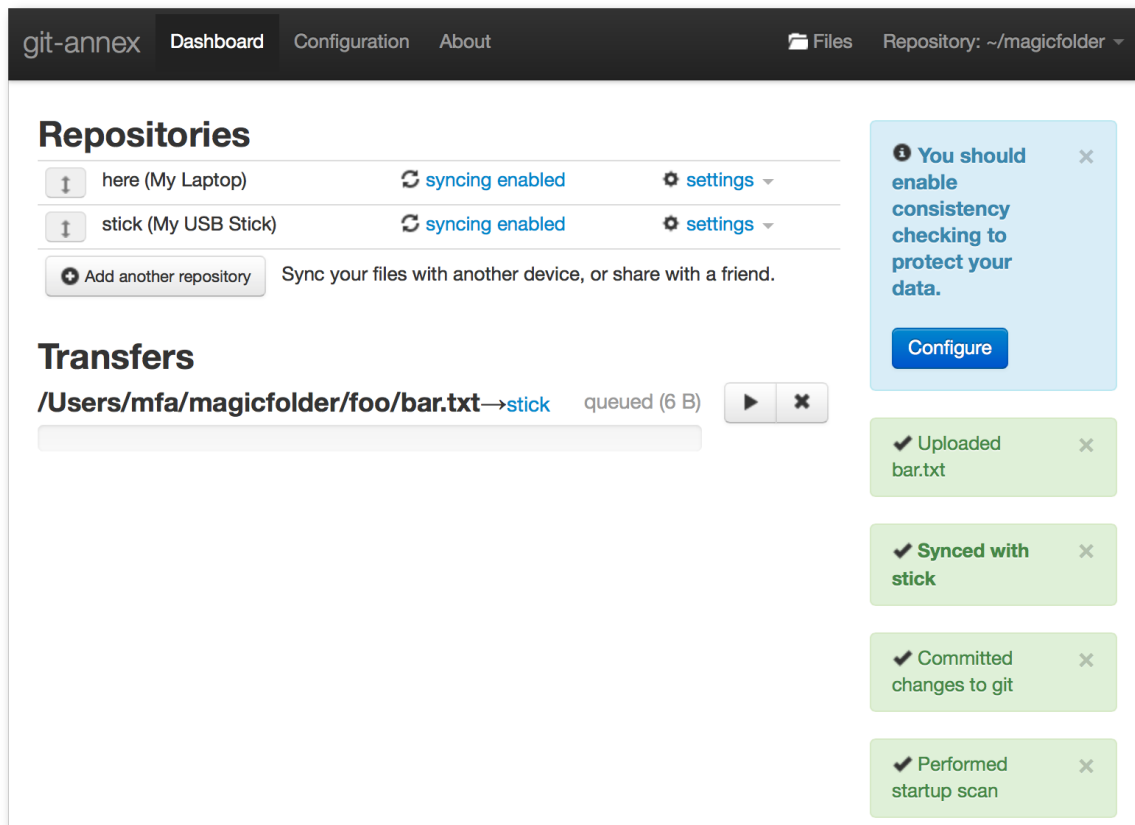 git-annex Dashboard Configuration About Files Repository: ~/magicfolder
Repositories
here (My Laptop) syncing enabled settings
stick (My USB Stick) syncing enabled settings
Add another repository Sync your files with another device, or share with a friend.
Transfers
/Users/mfa/magicfolder/foo/bar.txt→stick queued (6 B)
You should
enable
consistency
checking to
protect your
data.
Configure
Uploaded
bar.txt
Synced with
stick
Committed
changes to git
Performed
startup scan